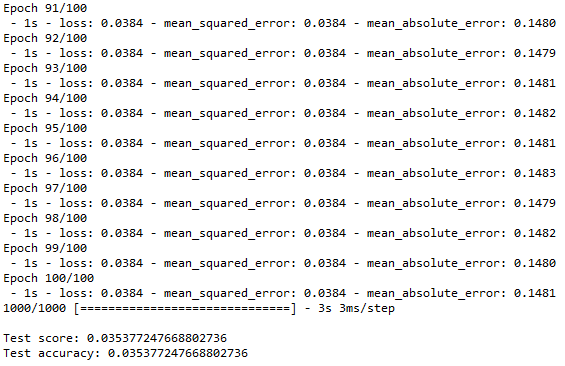 Epoch 91/100
 - 1s - loss: 0.0384 - mean_squared_error: 0.0384 - mean_absolute_error: 0.1480
Epoch 92/100
 - 1s - loss: 0.0384 - mean_squared_error: 0.0384 - mean_absolute_error: 0.1479
Epoch 93/100
 - 1s - loss: 0.0384 - mean_squared_error: 0.0384 - mean_absolute_error: 0.1481
Epoch 94/100
 - 1s - loss: 0.0384 - mean_squared_error: 0.0384 - mean_absolute_error: 0.1482
Epoch 95/100
 - 1s - loss: 0.0384 - mean_squared_error: 0.0384 - mean_absolute_error: 0.1481
Epoch 96/100
 - 1s - loss: 0.0384 - mean_squared_error: 0.0384 - mean_absolute_error: 0.1483
Epoch 97/100
 - 1s - loss: 0.0384 - mean_squared_error: 0.0384 - mean_absolute_error: 0.1479
Epoch 98/100
 - 1s - loss: 0.0384 - mean_squared_error: 0.0384 - mean_absolute_error: 0.1482
Epoch 99/100
 - 1s - loss: 0.0384 - mean_squared_error: 0.0384 - mean_absolute_error: 0.1480
Epoch 100/100
 - 1s - loss: 0.0384 - mean_squared_error: 0.0384 - mean_absolute_error: 0.1481
1000/1000 [==============================] - 3s 3ms/step
Test score: 0.035377247668802736
Test accuracy: 0.035377247668802736